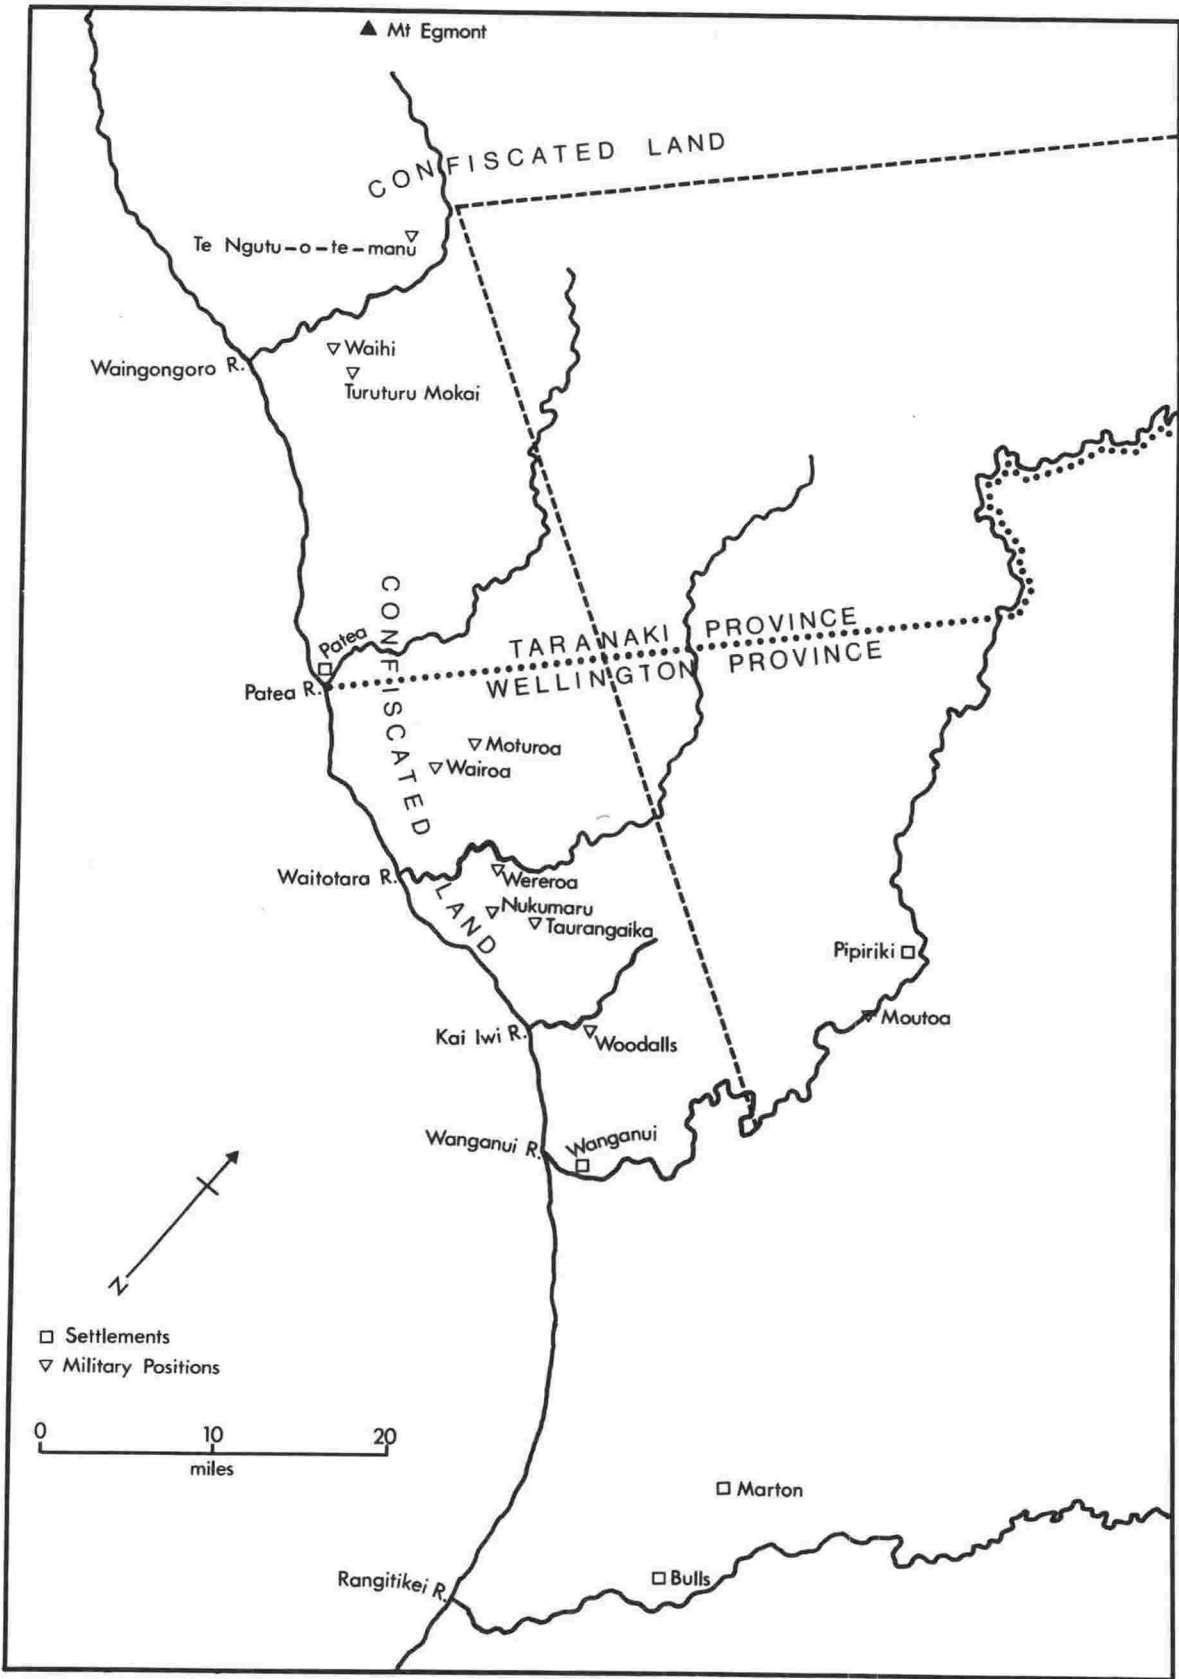 Mt Egmont
CONFISCATED LAND
Te Ngutu-o-te-manu
Waingongoro R.
Waihi
Turuturu Mokai
CONFISCATED LAND
Patea
Patea R.
TARANAKI PROVINCE
WELLINGTON PROVINCE
Moturoa
Wairoa
Waitotara R.
Wereroa
Nukumaru
Taurangaika
Pipiriki
Moutoa
Kai Iwi R.
Woodalls
Wanganui R.
Wanganui
N
Settlements
Military Positions
0 10 20
miles
Marton
Bulls
Rangitikei R.